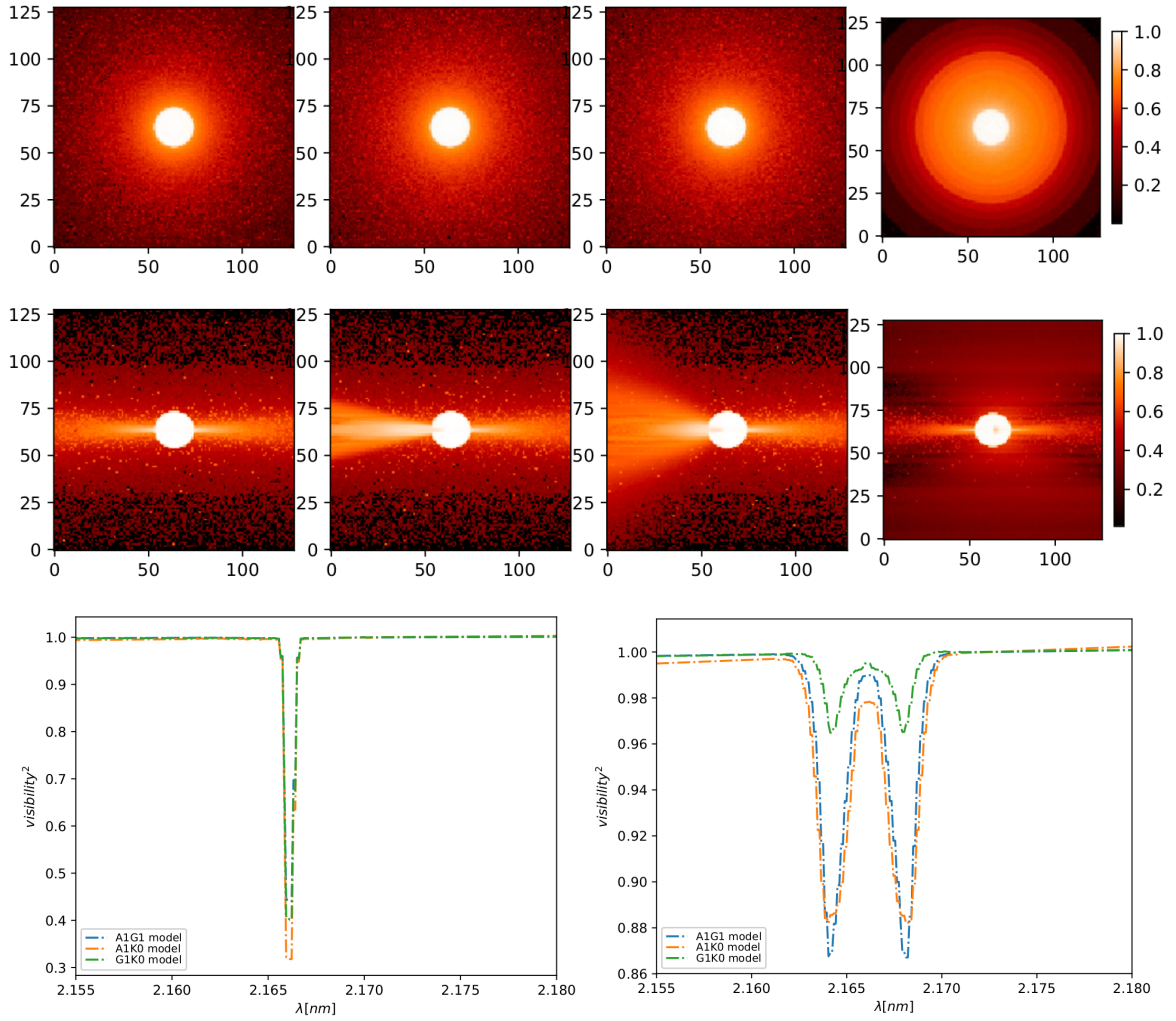 125 125 125 125 1.0
100 100 100 100 0.8
75 75 75 75 0.6
50 50 50 50 0.4
25 25 25 25 0.2
0 0 0 0
0 50 100 0 50 100 0 50 100 0 50 100
125 125 125 125 1.0
100 100 100 100 0.8
75 75 75 75 0.6
50 50 50 50 0.4
25 25 25 25 0.2
0 0 0 0
0 50 100 0 50 100 0 50 100 0 50 100
visibility²
1.0
0.9
0.8
0.7
0.6
0.5
0.4
0.3
A1G1 model
A1K0 model
G1K0 model
2.155 2.160 2.165 2.170 2.175 2.180
λ[nm]
visibility²
1.00
0.98
0.96
0.94
0.92
0.90
0.88
0.86
A1G1 model
A1K0 model
G1K0 model
2.155 2.160 2.165 2.170 2.175 2.180
λ[nm]